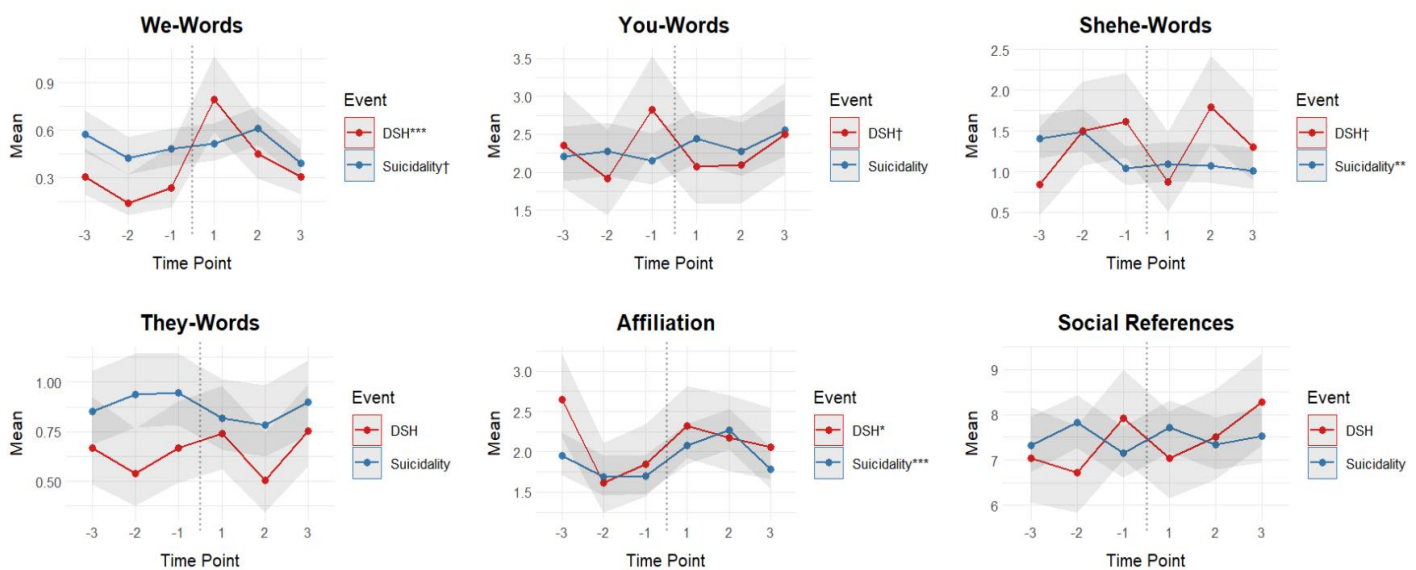 We-Words
Mean
0.9
0.6
0.3
-3 -2 -1 1 2 3
Time Point
Event
DSH***
Suicidality†
You-Words
Mean
3.5
3.0
2.5
2.0
1.5
-3 -2 -1 1 2 3
Time Point
Event
DSH†
Suicidality
Shehe-Words
Mean
2.5
2.0
1.5
1.0
0.5
-3 -2 -1 1 2 3
Time Point
Event
DSH†
Suicidality**
They-Words
Mean
1.00
0.75
0.50
-3 -2 -1 1 2 3
Time Point
Event
DSH
Suicidality
Affiliation
Mean
3.0
2.5
2.0
1.5
-3 -2 -1 1 2 3
Time Point
Event
DSH*
Suicidality***
Social References
Mean
9
8
7
6
-3 -2 -1 1 2 3
Time Point
Event
DSH
Suicidality